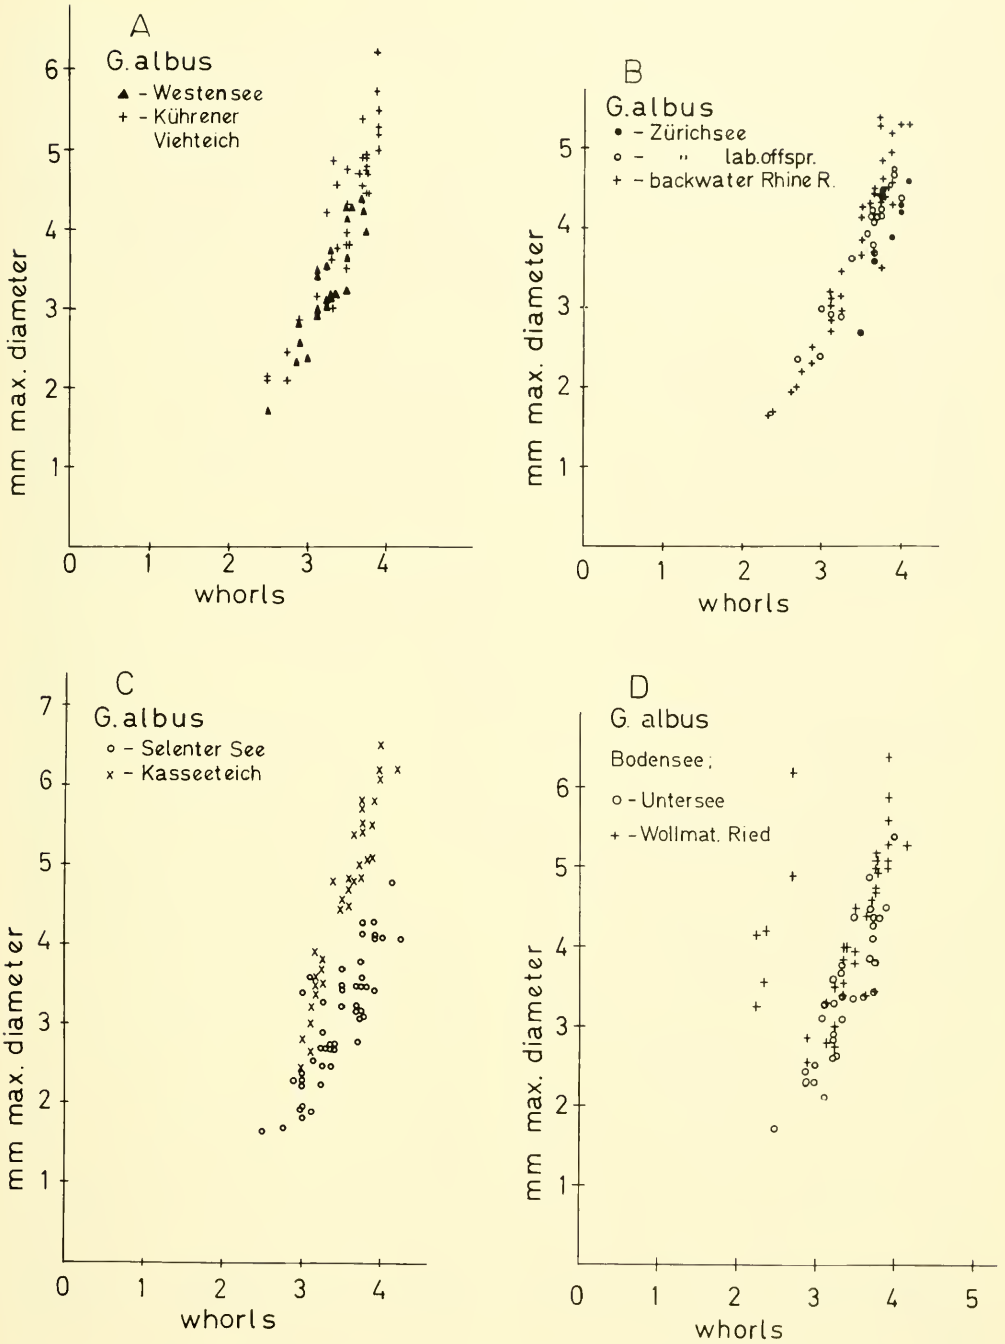 A
G.albus
▲ - Westensee
+ - Kührener
Viehteich
mm max. diameter
6
5
4
3
2
1
0 1 2 3 4
whorls
B
G.albus
● - Zürichsee
o - " lab.offspr.
+ - backwater Rhine R.
mm max. diameter
5
4
3
2
1
0 1 2 3 4
whorls
C
G.albus
o - Selenter See
x - Kasseeteich
mm max. diameter
7
6
5
4
3
2
1
0 1 2 3 4
whorls
D
G. albus
Bodensee;
O - Untersee
+ - Wollmat. Ried
mm max. diameter
6
5
4
3
2
1
0 1 2 3 4 5
whorls